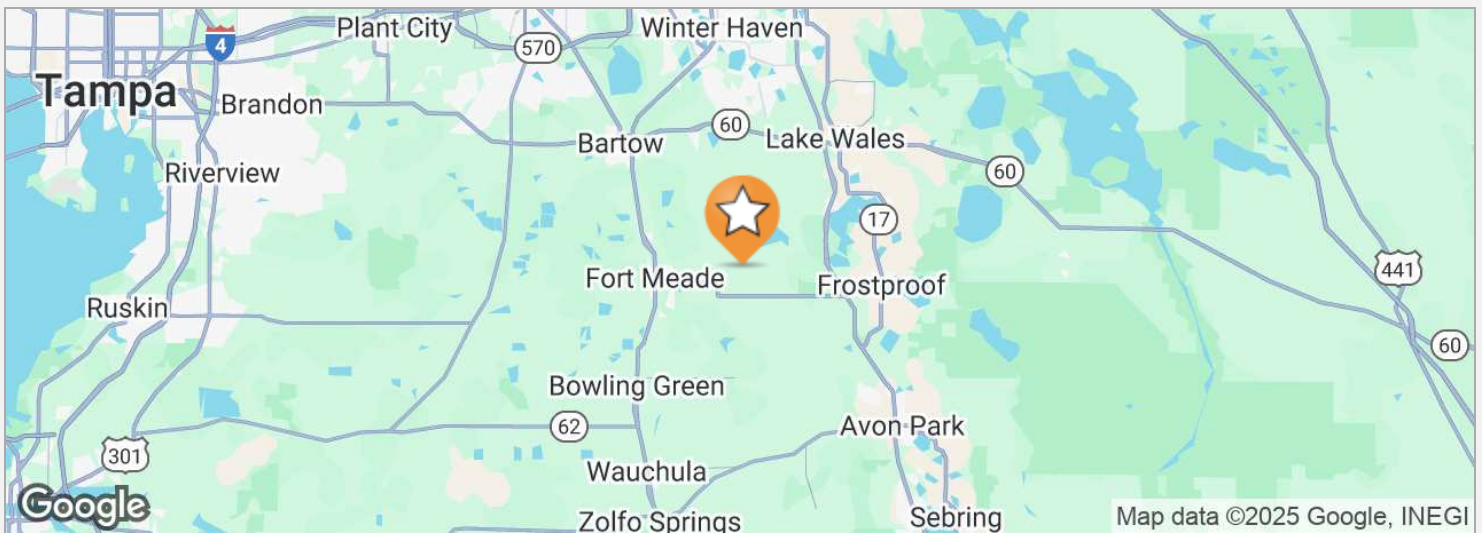 Plant City
Winter Haven
4
570
Tampa
Brandon
60
Bartow
Lake Wales
Riverview
60
17
441
Fort Meade
Frostproof
Ruskin
60
Bowling Green
62
Avon Park
301
Wauchula
Google
Zolfo Springs
Sebring
Map data ©2025 Google, INEGI